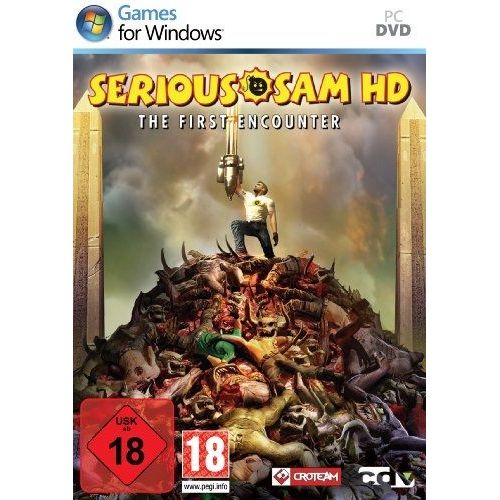 Games
for Windows®
PC
DVD
SERIOUS SAM HD
THE FIRST ENCOUNTER
USK
ab
18
18
www.pegi.info
CROTEAM
cdv